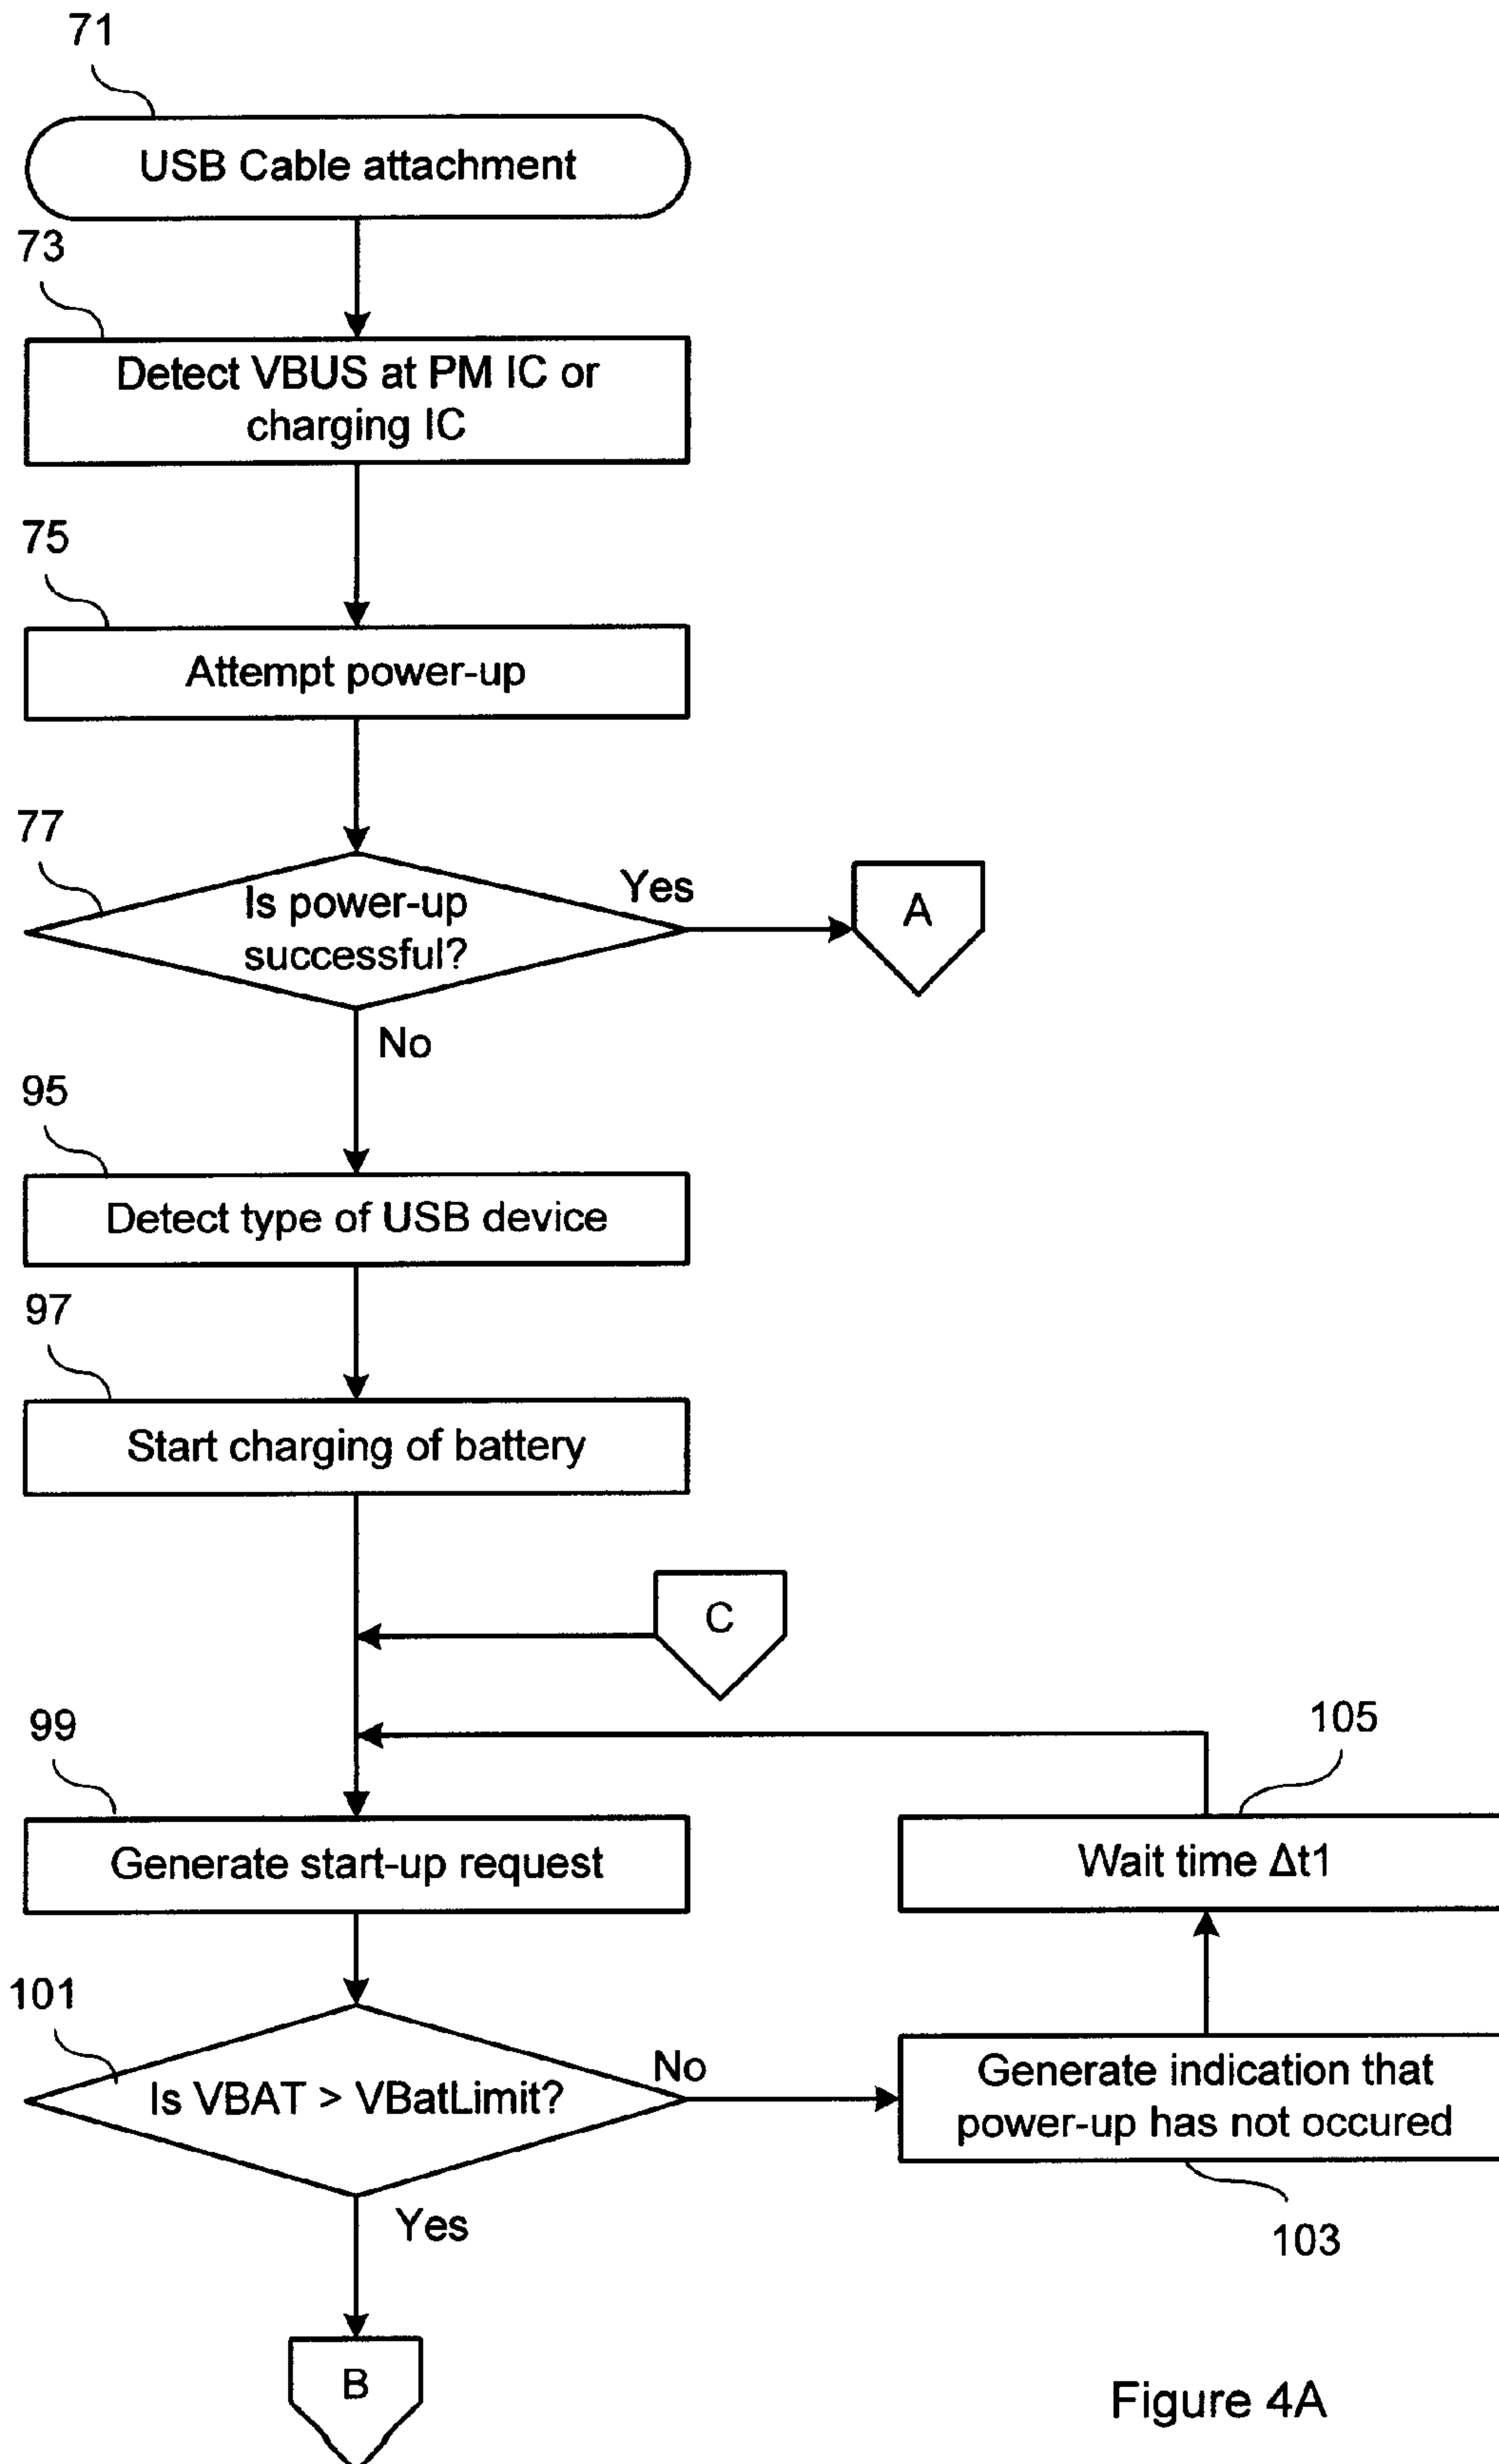 71
USB Cable attachment
73
Detect VBUS at PM IC or
charging IC
75
Attempt power-up
77
Is power-up
successful?
Yes
A
No
95
Detect type of USB device
97
Start charging of battery
C
99
Generate start-up request
105
Wait time Δt1
101
Is VBAT > VBatLimit?
No
Generate indication that
power-up has not occured
103
Yes
B
Figure 4A